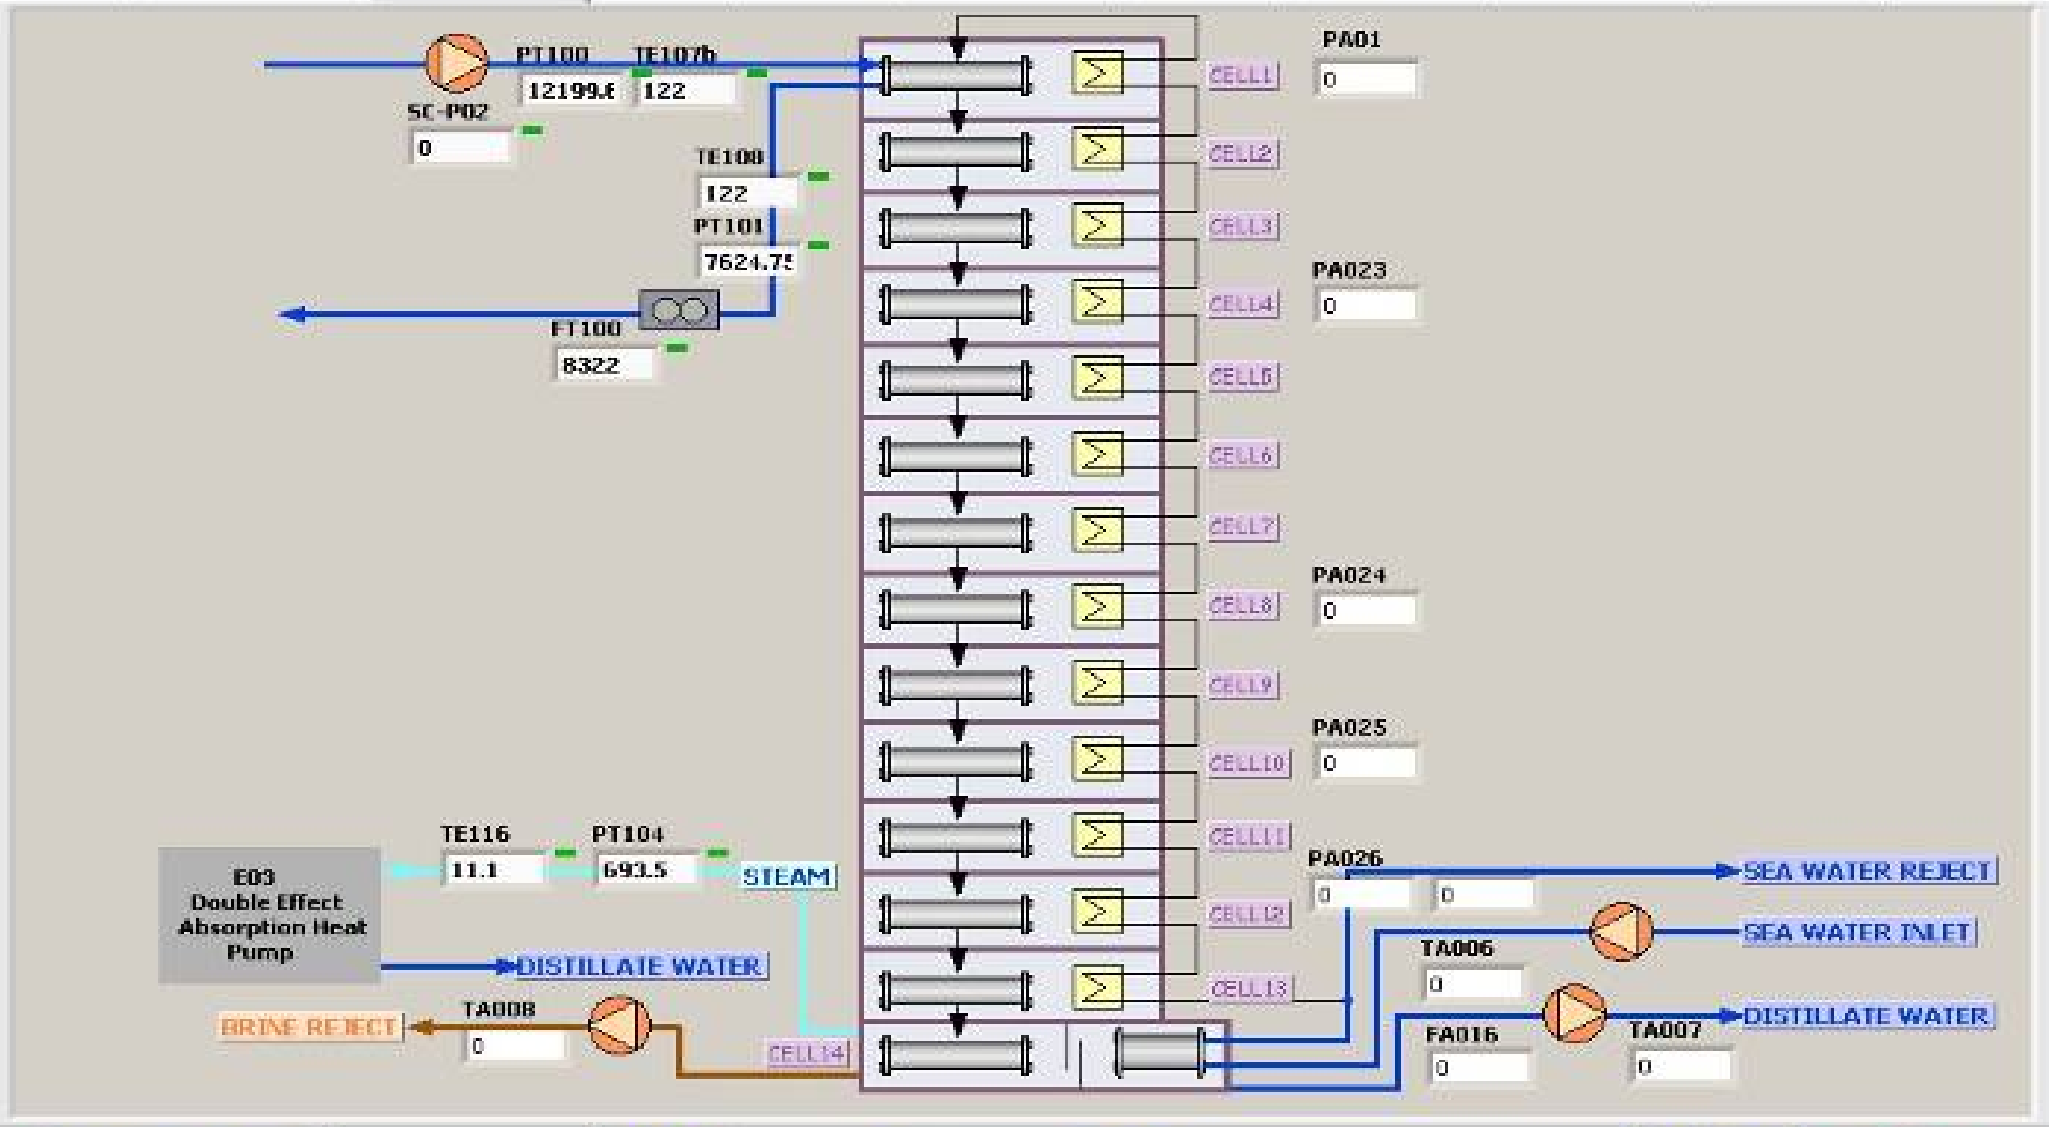 PA01
PT100 TE107b
CELL1 0
12199.6 122
SC-P02
0
CELL2
TE108
122
PT101
CELL3
7624.75
PA023
CELL4 0
FT100
8322
CELL5
CELL6
CELL7
PA024
CELL8 0
CELL9
PA025
CELL10 0
TE116 PT104
CELL11
PA026
11.1 693.5 STEAM
SEA WATER REJECT
E03
Double Effect
Absorption Heat
Pump
0 0
CELL12
SEA WATER INLET
TA006
DISTILLATE WATER
0
CELL13
TA008
BRINE REJECT
0
DISTILLATE WATER
FA016 TA007
CELL14
0 0